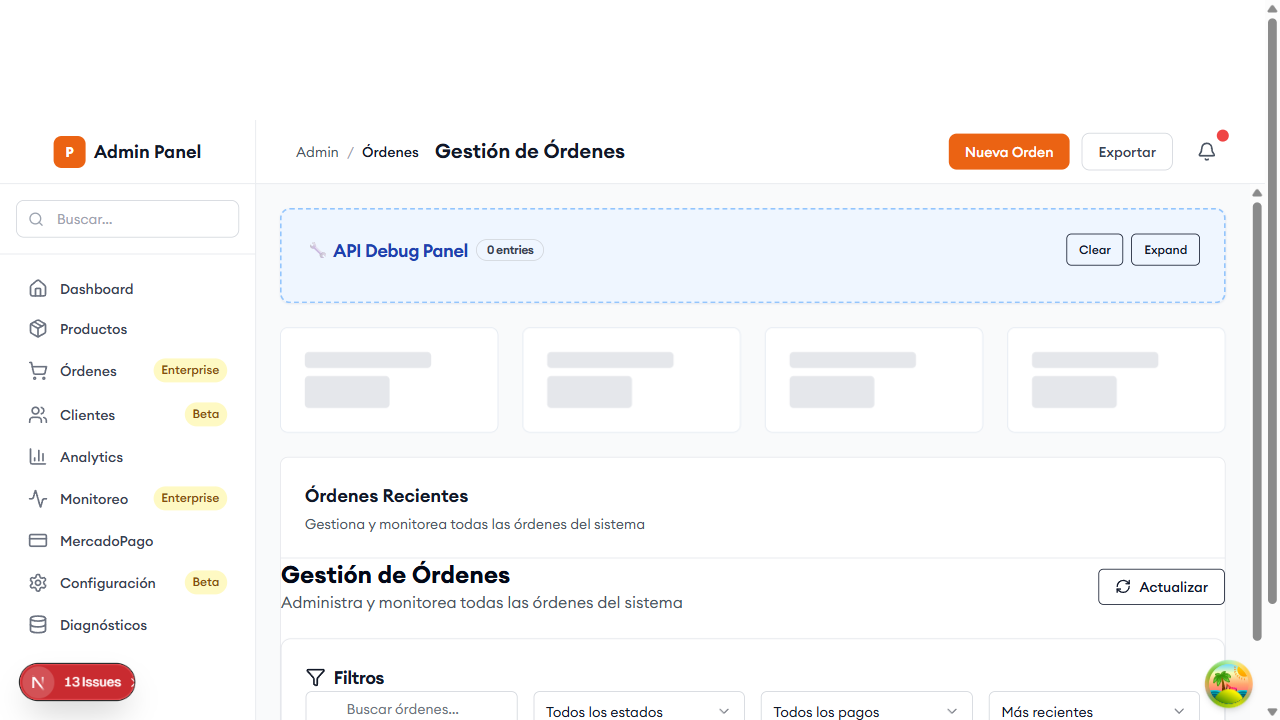 P Admin Panel
Admin / Órdenes Gestión de Órdenes
Nueva Orden
Exportar
Buscar...
API Debug Panel 0 entries
Clear
Expand
Dashboard
Productos
Órdenes Enterprise
Clientes Beta
Analytics
Monitoreo Enterprise
MercadoPago
Configuración Beta
Diagnósticos
N 13 Issues
Órdenes Recientes
Gestiona y monitorea todas las órdenes del sistema
Gestión de Órdenes
Administra y monitorea todas las órdenes del sistema
Actualizar
Filtros
Buscar órdenes...
Todos los estados
Todos los pagos
Más recientes